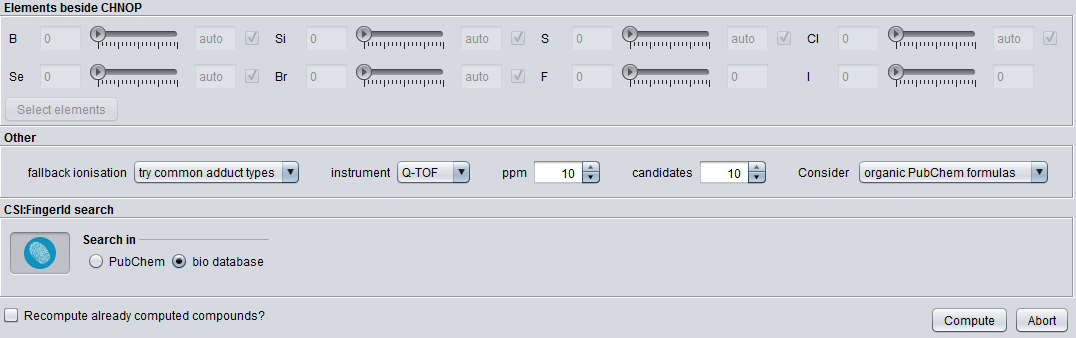 Elements beside CHNOP
B 0 auto Si 0 auto S 0 auto Cl 0 auto
Se 0 auto Br 0 auto F 0 0 I 0 0
Select elements
Other
fallback ionisation try common adduct types instrument Q-TOF ppm 10 candidates 10 Consider organic PubChem formulas
CSI:FingerId search
Search in
PubChem bio database
Recompute already computed compounds?
Compute Abort